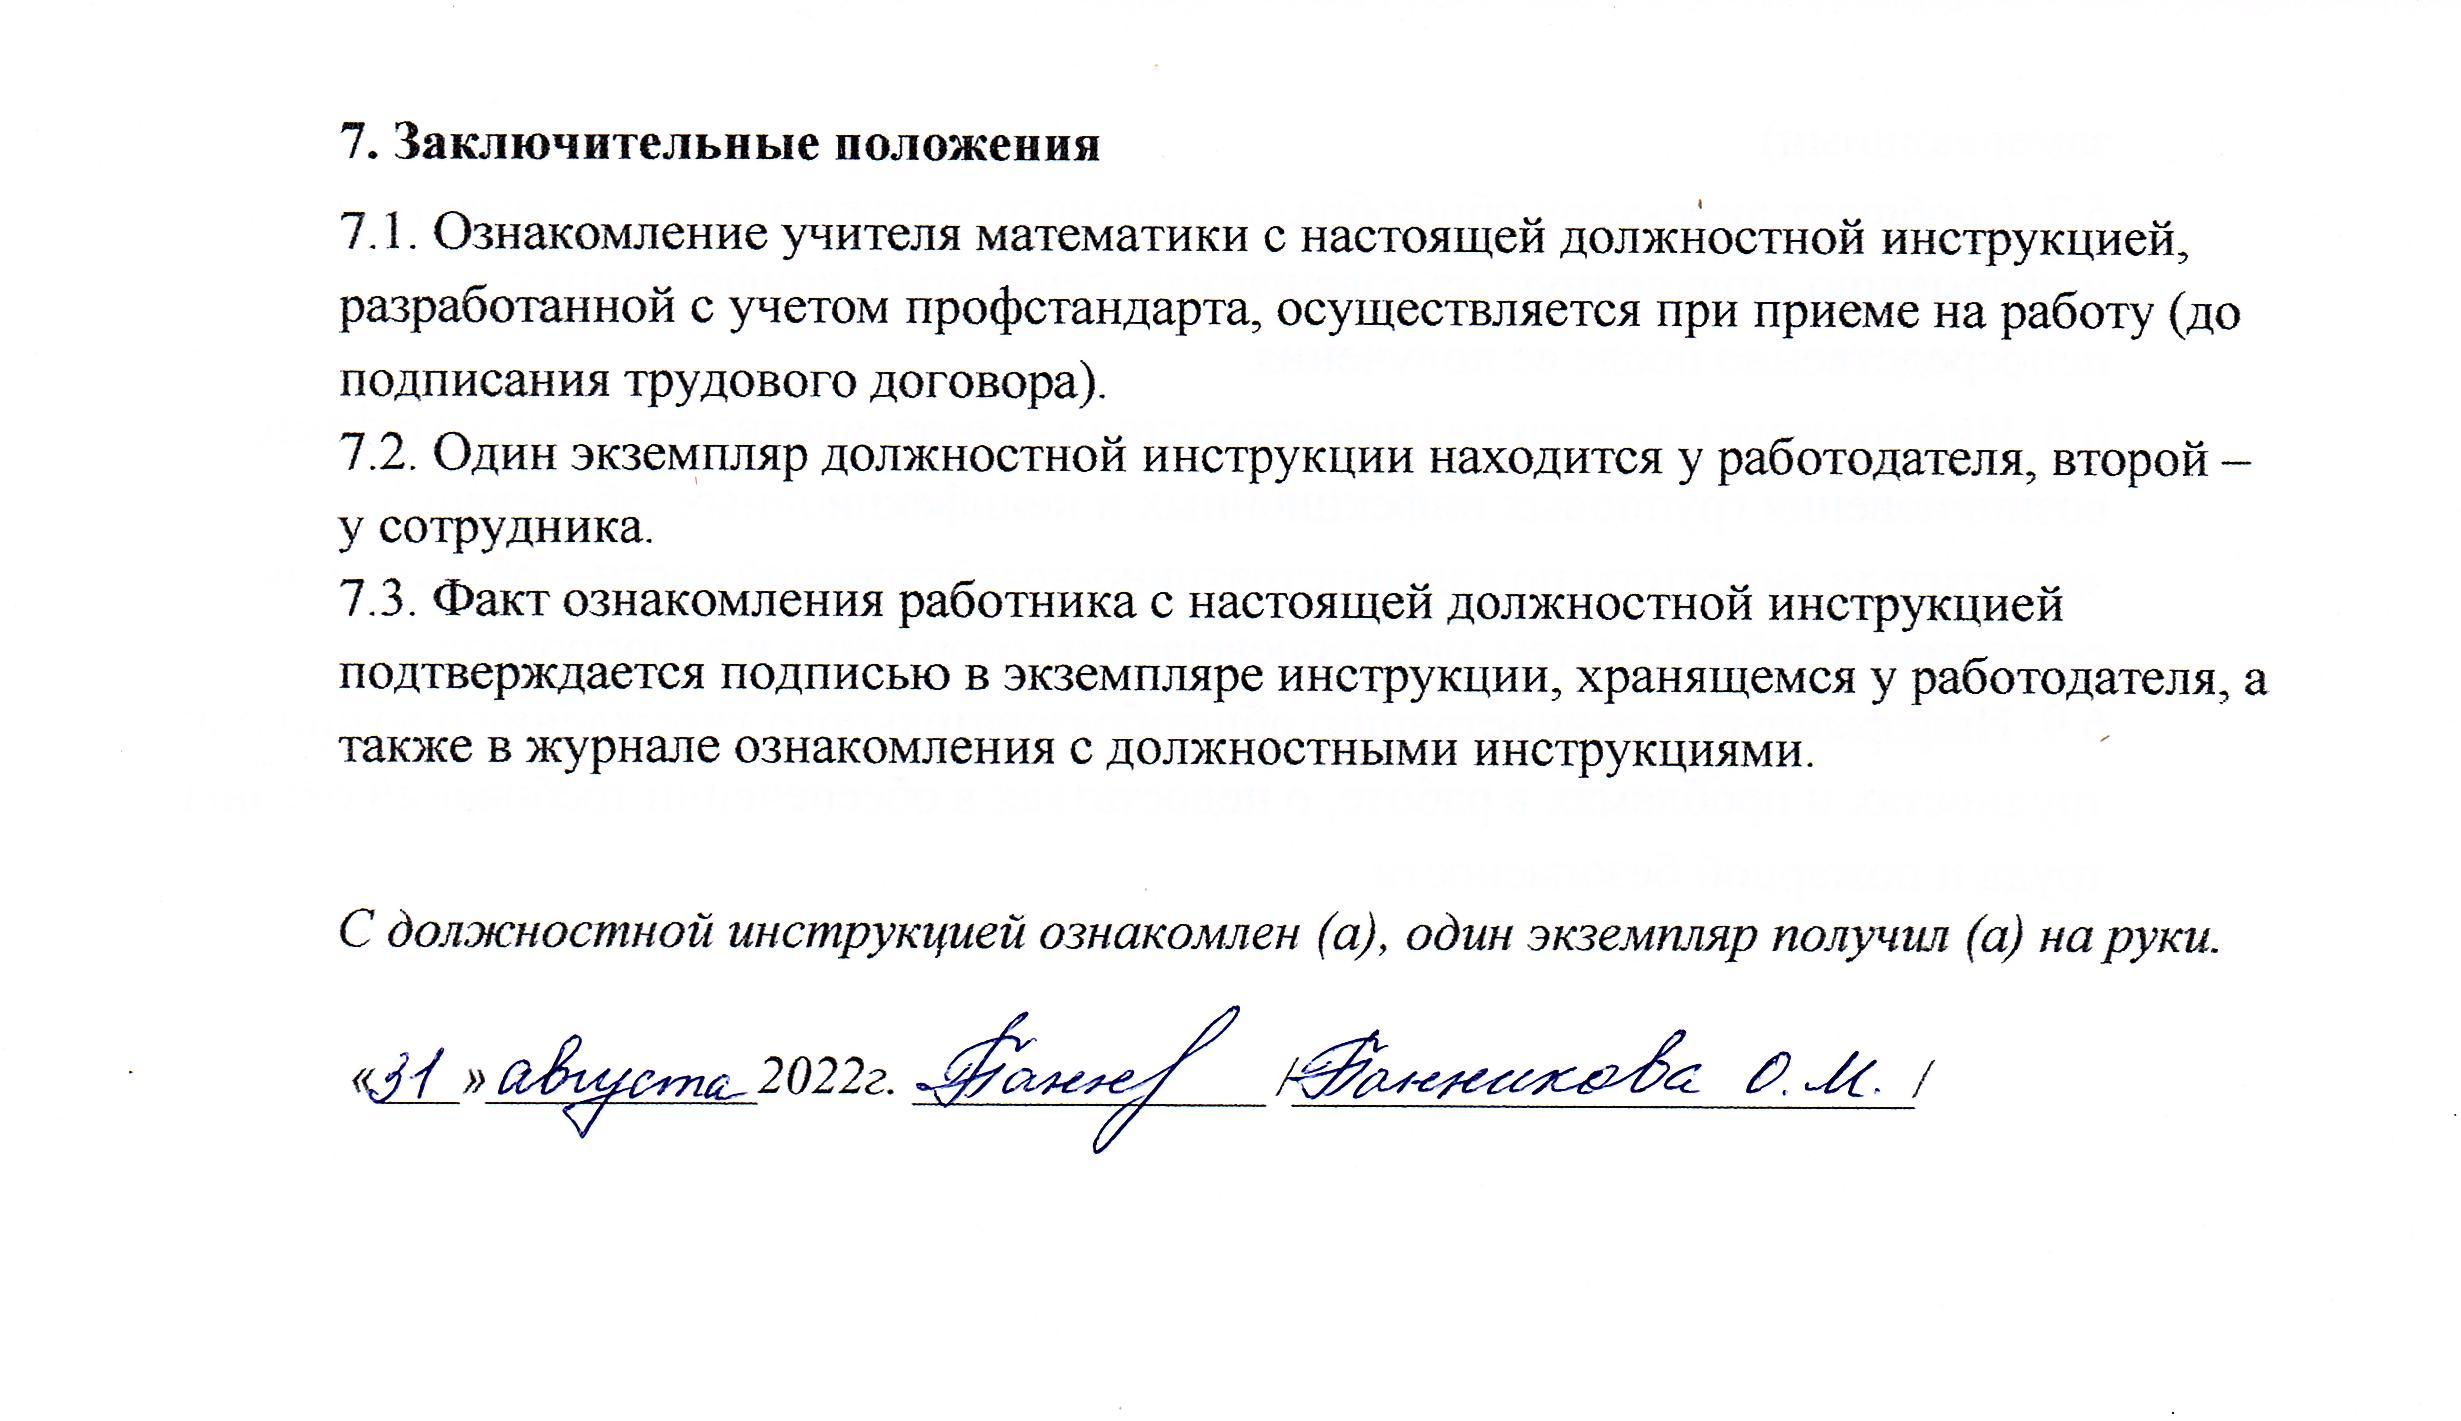 7. Заключительные положения
7.1. Ознакомление учителя математики с настоящей должностной инструкцией,
разработанной с учетом профстандарта, осуществляется при приеме на работу (до
подписания трудового договора).
7.2. Один экземпляр должностной инструкции находится у работодателя, второй –
у сотрудника.
7.3. Факт ознакомления работника с настоящей должностной инструкцией
подтверждается подписью в экземпляре инструкции, хранящемся у работодателя, а
также в журнале ознакомления с должностными инструкциями.
С должностной инструкцией ознакомлен (а), один экземпляр получил (а) на руки.
«31» августа 2022г. / Банникова О.М. /